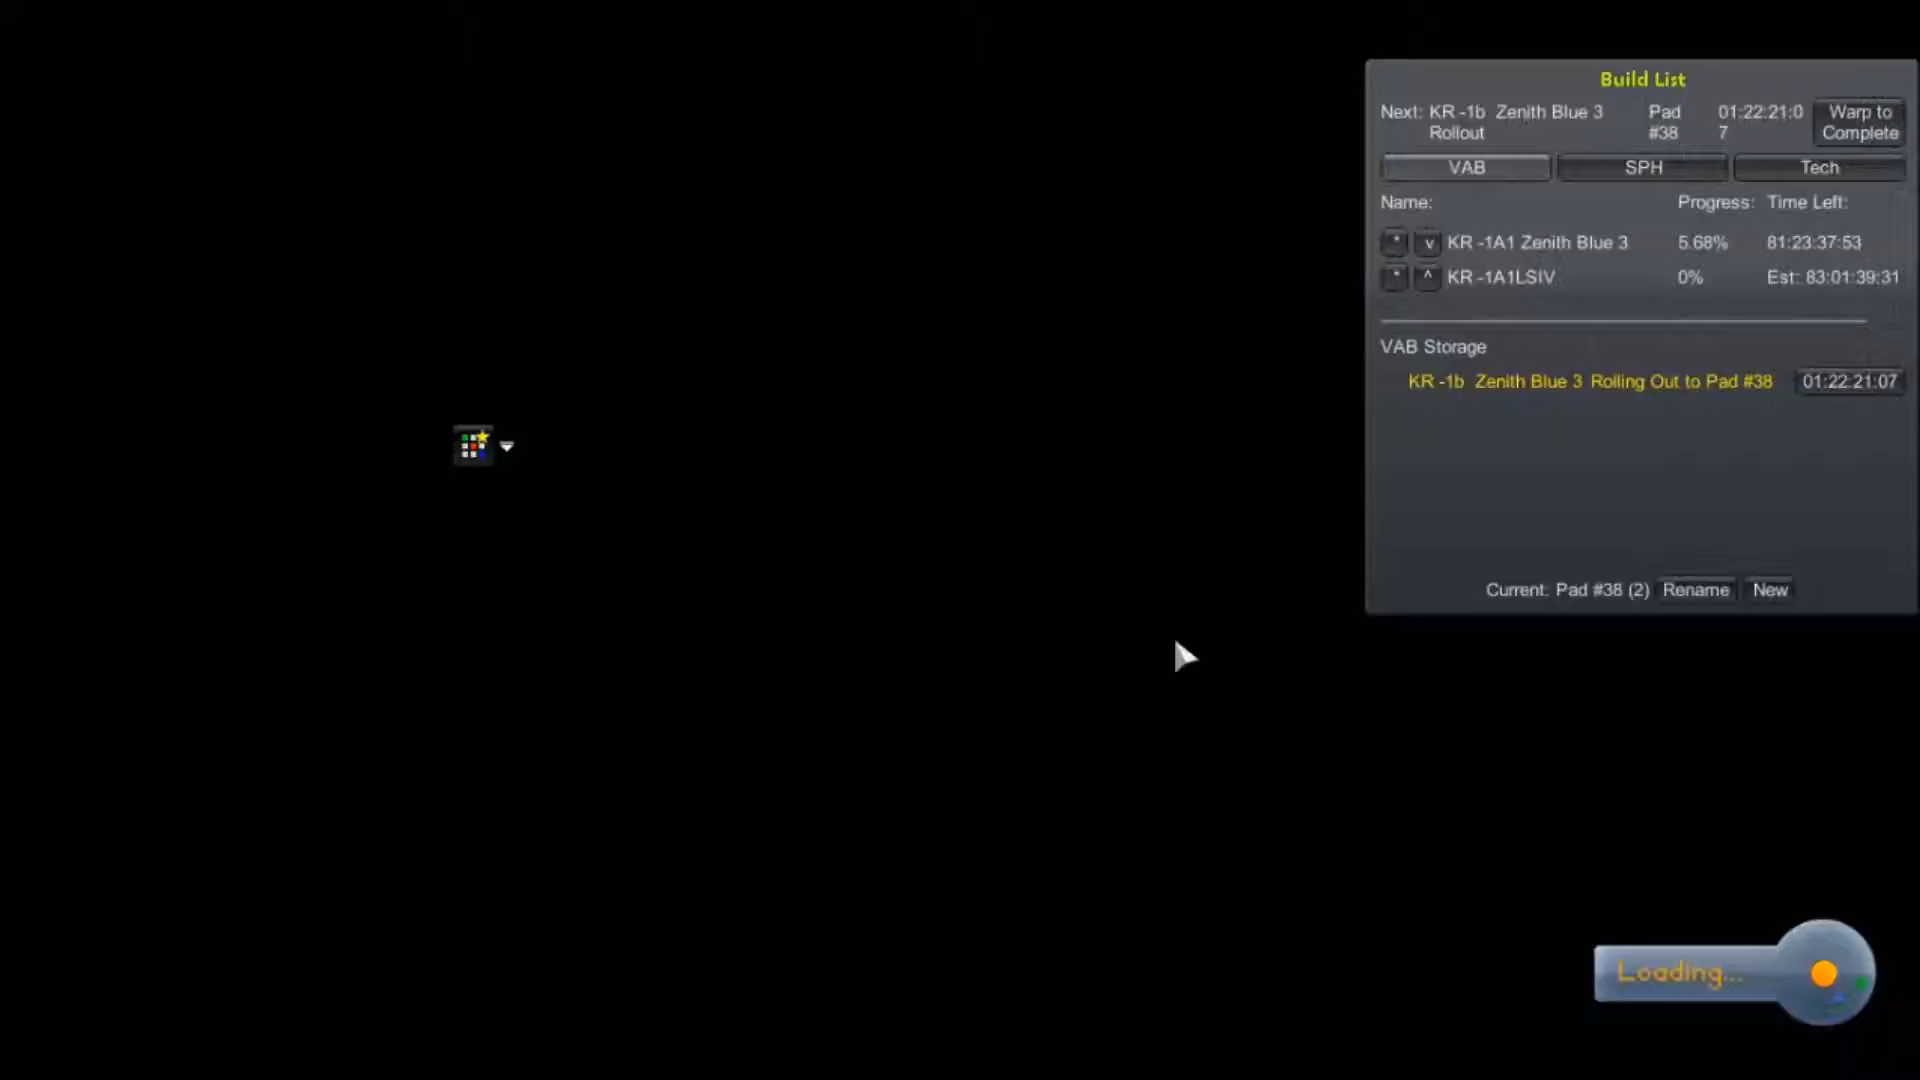 Build List
Next: KR -1b Zenith Blue 3 Pad 01:22:21:0 Warp to
Rollout #38 7 Complete
VAB SPH Tech
Name: Progress: Time Left:
* v KR -1A1 Zenith Blue 3 5.68% 81:23:37:53
* ^ KR -1A1LSIV 0% Est: 83:01:39:31
VAB Storage
KR -1b Zenith Blue 3 Rolling Out to Pad #38 01:22:21:07
Current: Pad #38 (2) Rename New
Loading...